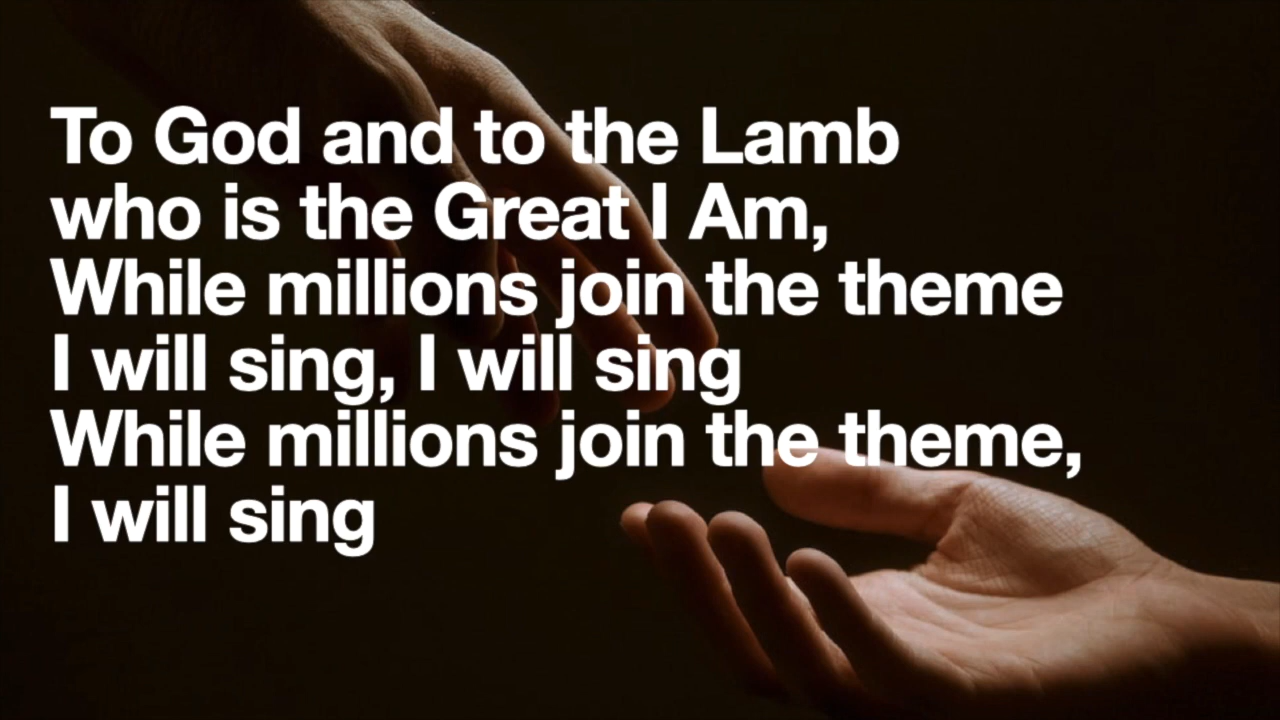 To God and to the Lamb
who is the Great I Am,
While millions join the theme
I will sing, I will sing
While millions join the theme,
I will sing